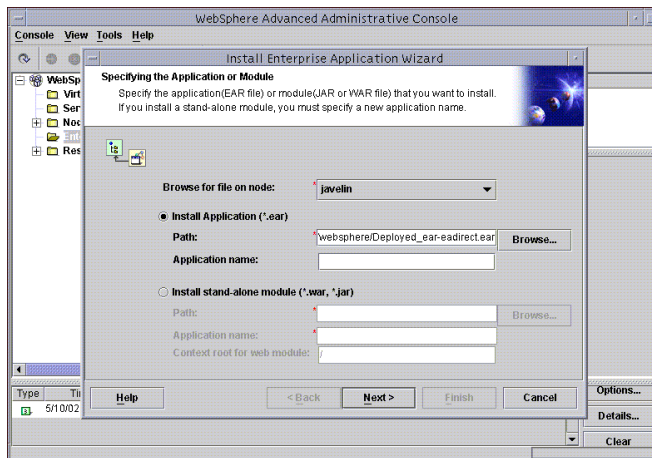 WebSphere Advanced Administrative Console
Console View Tools Help
Install Enterprise Application Wizard
Specifying the Application or Module
Specify the application(EAR file) or module(JAR or WAR file) that you want to install.
If you install a stand-alone module, you must specify a new application name.
WebSp
Virt
Ser
Nod
Ent
Res
Browse for file on node:
* javelin
Install Application (*.ear)
Path: * websphere/Deployed_ear-eadirect.ear Browse...
Application name:
Install stand-alone module (*.war, *.jar)
Path: * Browse...
Application name: *
Context root for web module: /
Help < Back Next > Finish Cancel
Type Ti
5/10/02
Options...
Details...
Clear